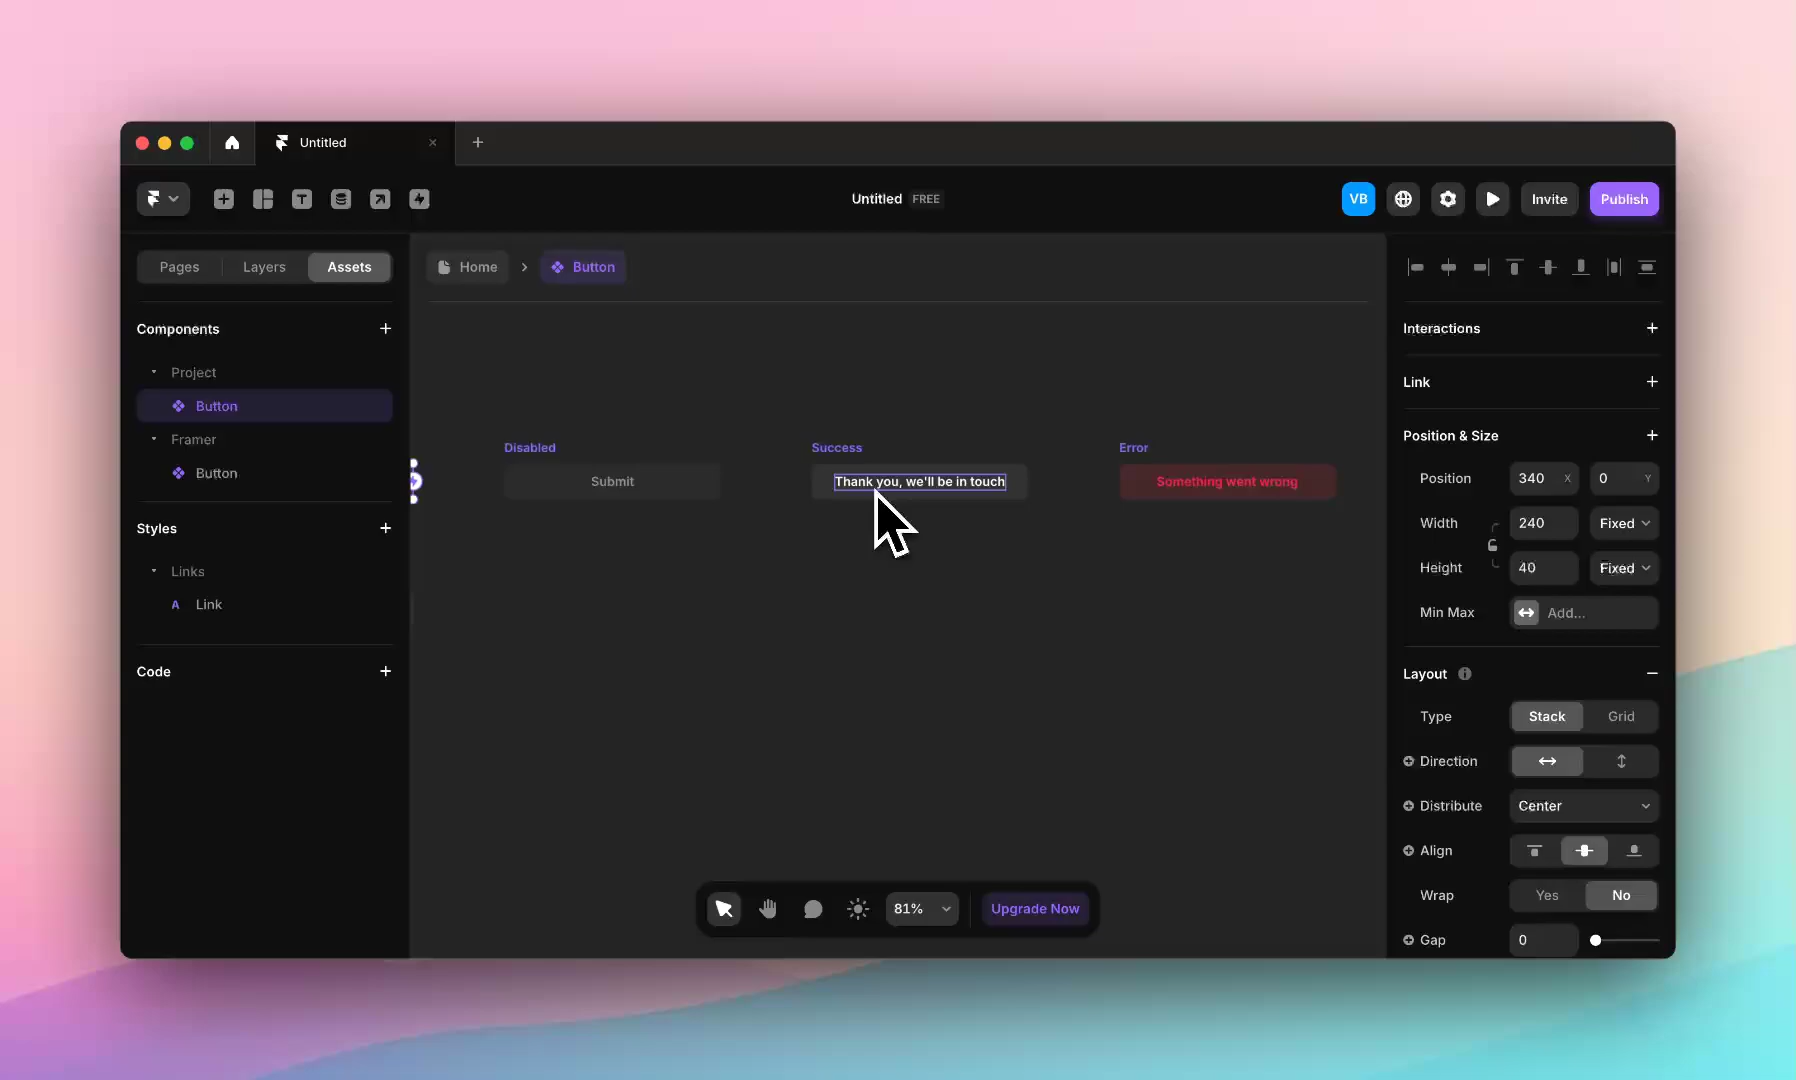 Untitled
Untitled FREE
VB
Invite
Publish
Pages
Layers
Assets
Home
Button
Components
Project
Button
Framer
Button
Styles
Links
A Link
Code
Disabled
Submit
Success
Thank you, we'll be in touch
Error
Something went wrong
81%
Upgrade Now
Interactions
Link
Position & Size
Position 340 X 0 Y
Width 240 Fixed
Height 40 Fixed
Min Max Add...
Layout
Type Stack Grid
Direction
Distribute Center
Align
Wrap Yes No
Gap 0